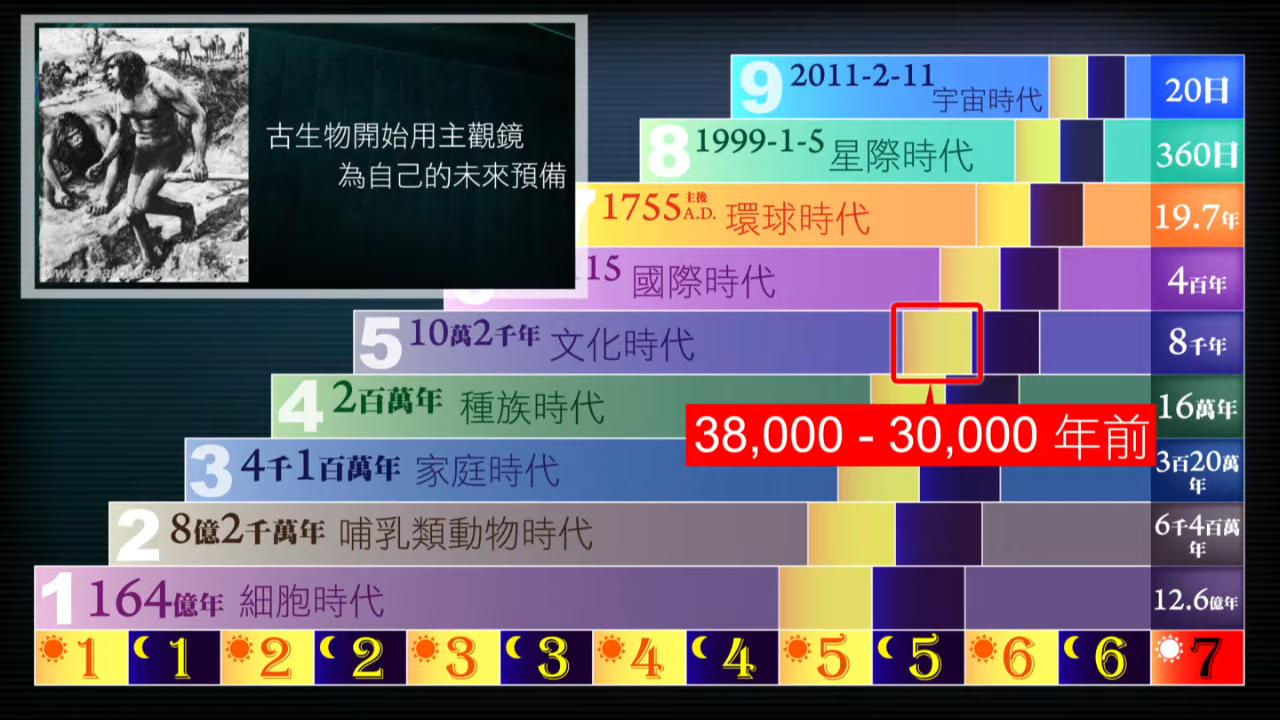 古生物開始用主觀鏡
為自己的未來預備
9 2011-2-11 宇宙時代 20日
8 1999-1-5 星際時代 360日
7 1755 主後 A.D. 環球時代 19.7年
15 國際時代 4百年
5 10萬2千年 文化時代 8千年
4 2百萬年 種族時代 16萬年
38,000 - 30,000 年前
3 4千1百萬年 家庭時代 3百20萬年
2 8億2千萬年 哺乳類動物時代 6千4百萬年
1 164億年 細胞時代 12.6億年
1 1 2 2 3 3 4 4 5 5 6 6 7